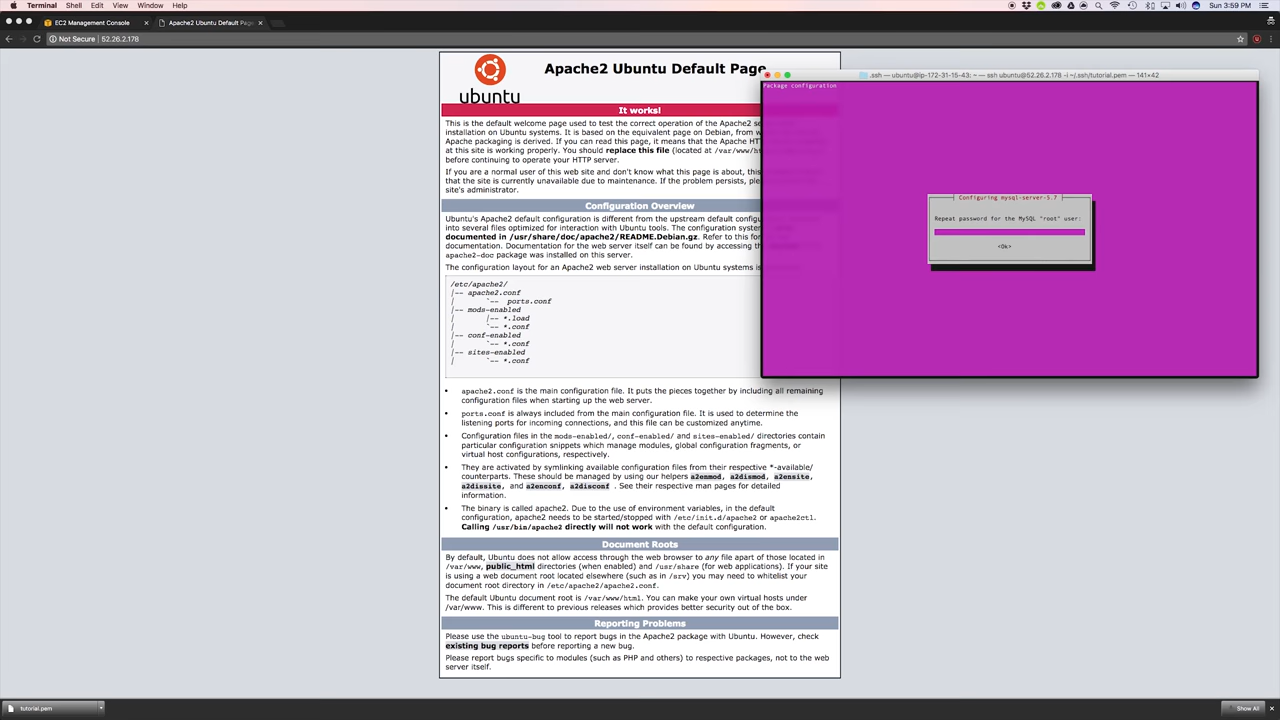 Terminal Shell Edit View Window Help
Sun 3:59 PM
EC2 Management Console
Apache2 Ubuntu Default Page
Not Secure 52.26.2.178
ubuntu
Apache2 Ubuntu Default Page
It works!
This is the default welcome page used to test the correct operation of the Apache2 se
installation on Ubuntu systems. It is based on the equivalent page on Debian, from w
Apache packaging is derived. If you can read this page, it means that the Apache HT
at this site is working properly. You should replace this file (located at /var/www/h
before continuing to operate your HTTP server.
If you are a normal user of this web site and don't know what this page is about, this
that the site is currently unavailable due to maintenance. If the problem persists, ple
site's administrator.
Configuration Overview
Ubuntu's Apache2 default configuration is different from the upstream default config
into several files optimized for interaction with Ubuntu tools. The configuration syste
documented in /usr/share/doc/apache2/README.Debian.gz. Refer to this for
documentation. Documentation for the web server itself can be found by accessing the
apache2-doc package was installed on this server.
The configuration layout for an Apache2 web server installation on Ubuntu systems is
/etc/apache2/
|-- apache2.conf
|       `--  ports.conf
|-- mods-enabled
|       |-- *.load
|       `-- *.conf
|-- conf-enabled
|       `-- *.conf
|-- sites-enabled
|       `-- *.conf
apache2.conf is the main configuration file. It puts the pieces together by including all remaining
configuration files when starting up the web server.
ports.conf is always included from the main configuration file. It is used to determine the
listening ports for incoming connections, and this file can be customized anytime.
Configuration files in the mods-enabled/, conf-enabled/ and sites-enabled/ directories contain
particular configuration snippets which manage modules, global configuration fragments, or
virtual host configurations, respectively.
They are activated by symlinking available configuration files from their respective *-available/
counterparts. These should be managed by using our helpers a2enmod, a2dismod, a2ensite,
a2dissite, and a2enconf, a2disconf . See their respective man pages for detailed
information.
The binary is called apache2. Due to the use of environment variables, in the default
configuration, apache2 needs to be started/stopped with /etc/init.d/apache2 or apache2ctl.
Calling /usr/bin/apache2 directly will not work with the default configuration.
Document Roots
By default, Ubuntu does not allow access through the web browser to any file apart of those located in
/var/www, public_html directories (when enabled) and /usr/share (for web applications). If your site
is using a web document root located elsewhere (such as in /srv) you may need to whitelist your
document root directory in /etc/apache2/apache2.conf.
The default Ubuntu document root is /var/www/html. You can make your own virtual hosts under
/var/www. This is different to previous releases which provides better security out of the box.
Reporting Problems
Please use the ubuntu-bug tool to report bugs in the Apache2 package with Ubuntu. However, check
existing bug reports before reporting a new bug.
Please report bugs specific to modules (such as PHP and others) to respective packages, not to the web
server itself.
.ssh — ubuntu@ip-172-31-15-43: ~ — ssh ubuntu@52.26.2.178 -i ~/.ssh/tutorial.pem — 141×42
Package configuration
Configuring mysql-server-5.7
Repeat password for the MySQL "root" user:
<Ok>
tutorial.pem
Show All